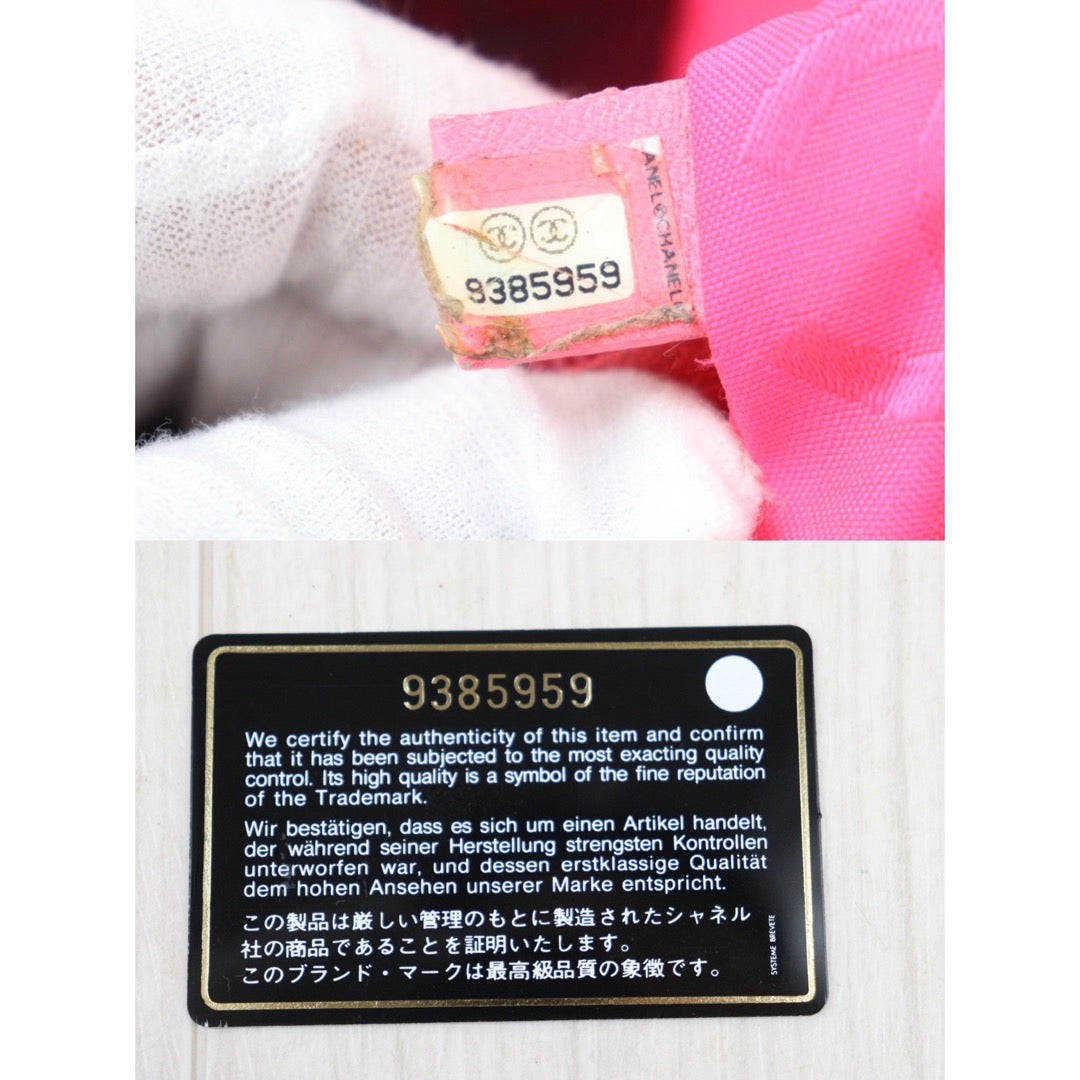 ANEL CHANEL
9385959
9385959
We certify the authenticity of this item and confirm
that it has been subjected to the most exacting quality
control. Its high quality is a symbol of the fine reputation
of the Trademark.
Wir bestätigen, dass es sich um einen Artikel handelt,
der während seiner Herstellung strengsten Kontrollen
unterworfen war, und dessen erstklassige Qualität
dem hohen Ansehen unserer Marke entspricht.
この製品は厳しい管理のもとに製造されたシャネル
社の商品であることを証明いたします。
このブランド・マークは最高級品質の象徴です。
SYSTEME BREVETE